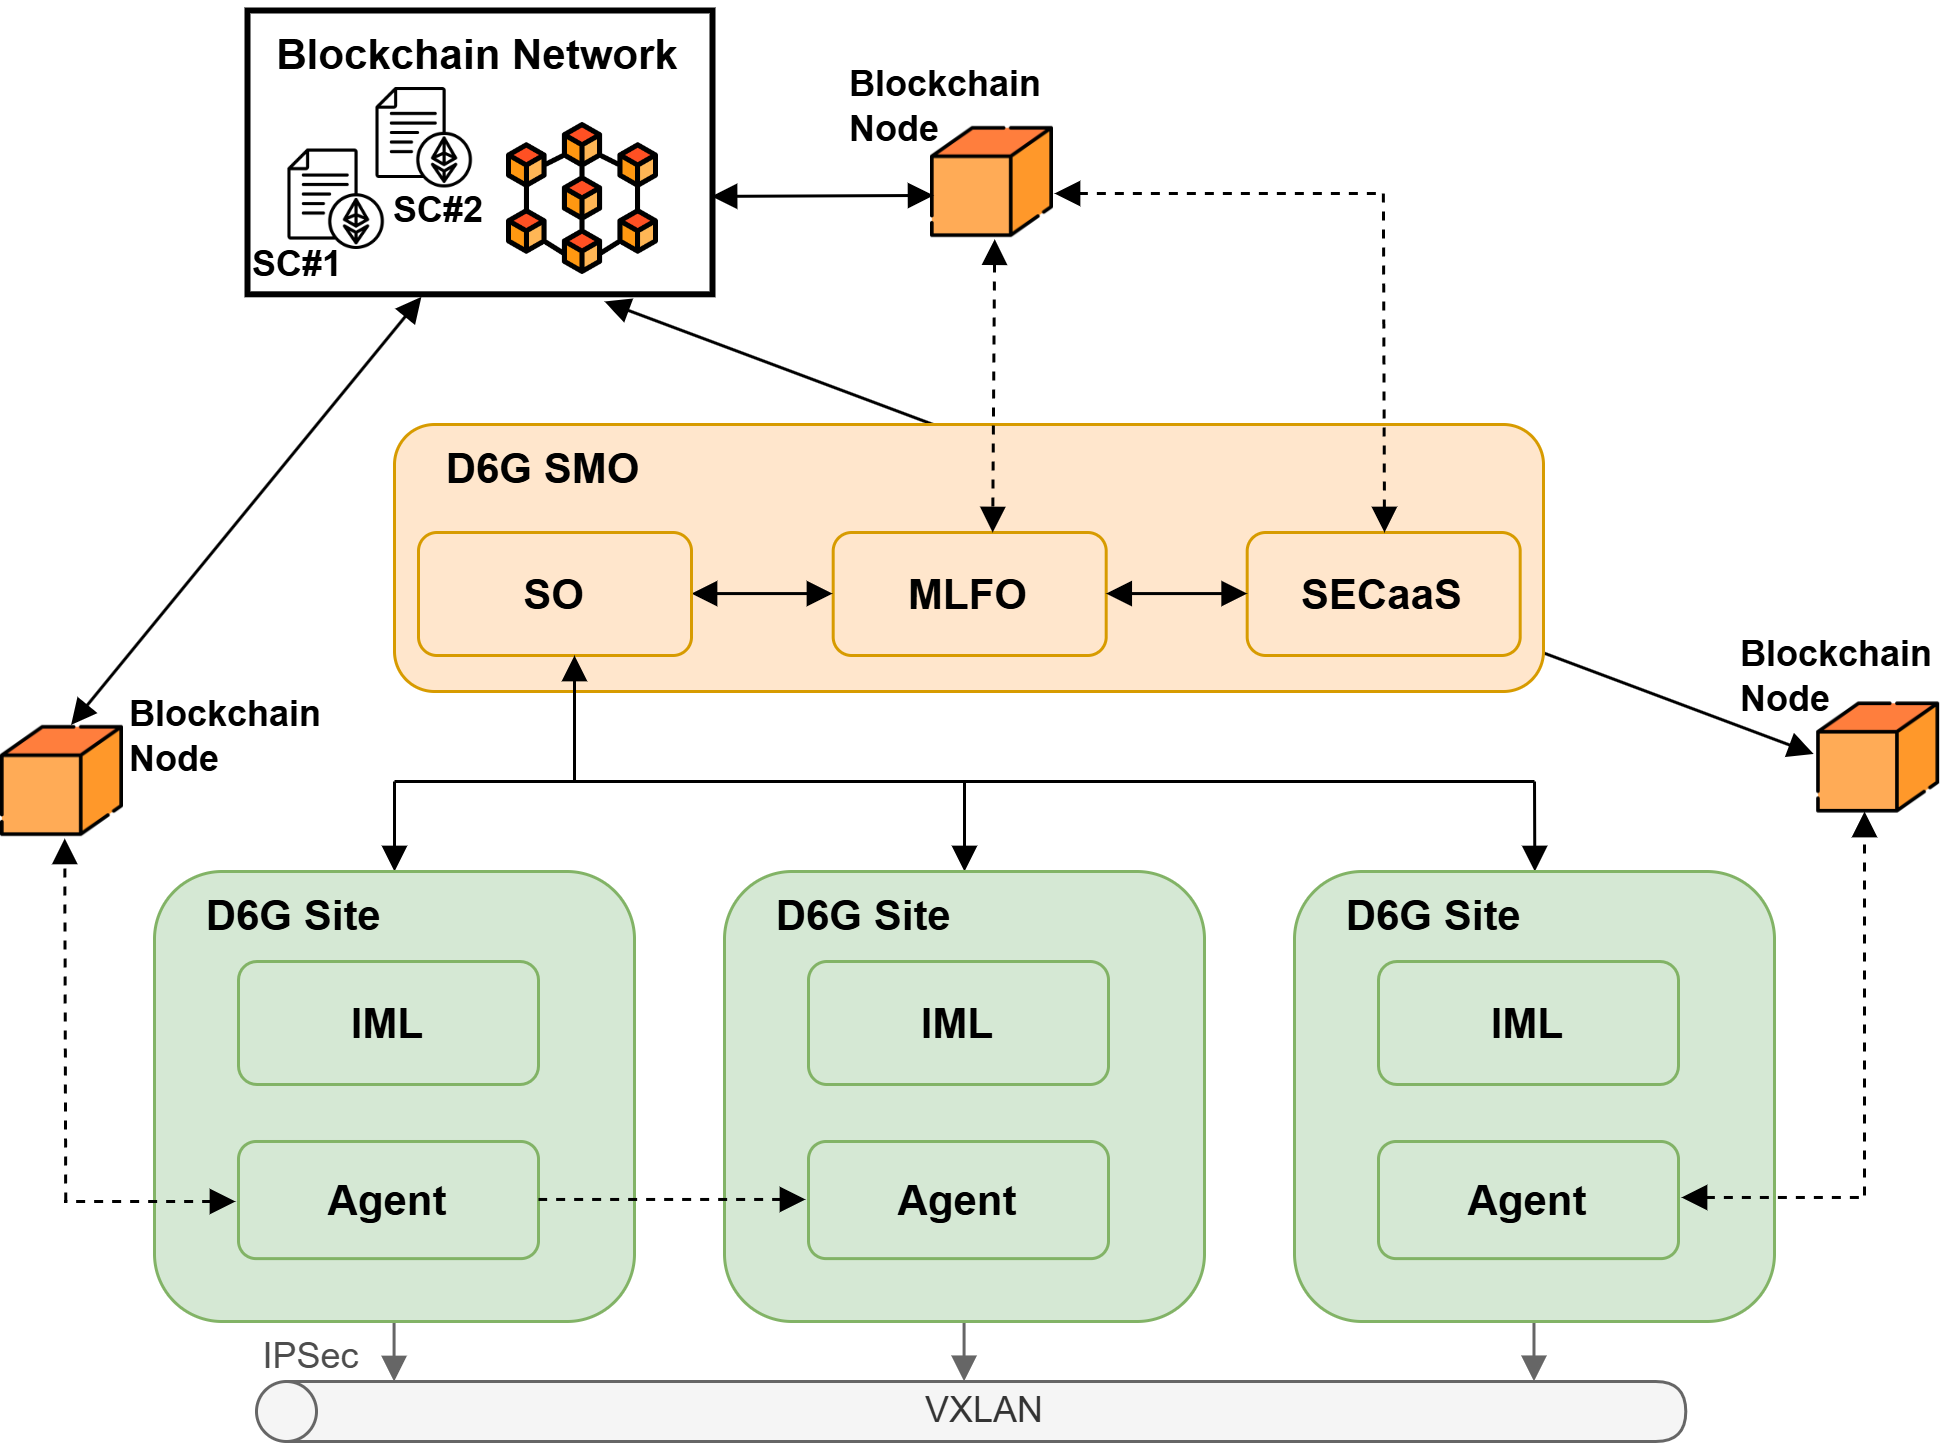 Blockchain Network
SC#2
SC#1
Blockchain
Node
D6G SMO
SO
MLFO
SECaaS
Blockchain
Node
Blockchain
Node
D6G Site
D6G Site
D6G Site
IML
IML
IML
Agent
Agent
Agent
IPSec
VXLAN